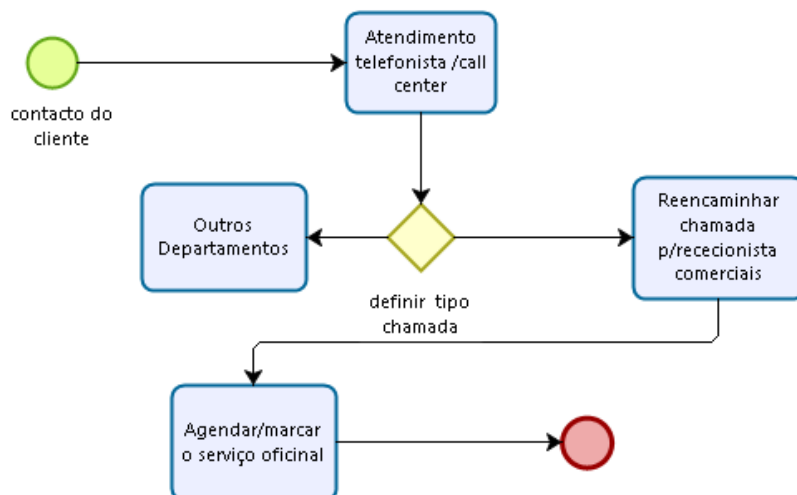 Atendimento
telefonista /call
center
contacto do
cliente
Outros
Departamentos
Reencaminhar
chamada
p/rececionista
comerciais
definir tipo
chamada
Agendar/marcar
o serviço oficinal